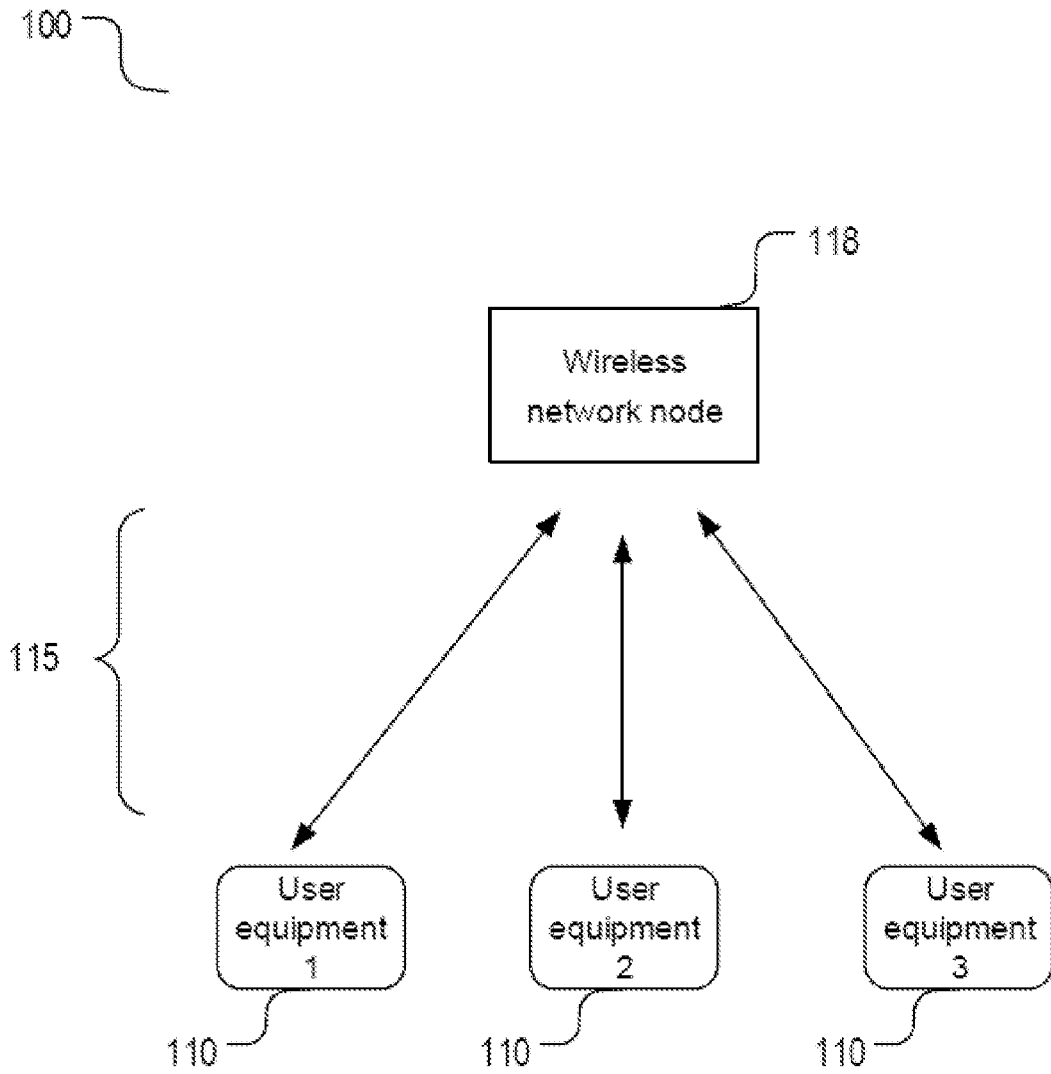 100
118
Wireless
network node
115
User
equipment
1
User
equipment
2
User
equipment
3
110
110
110